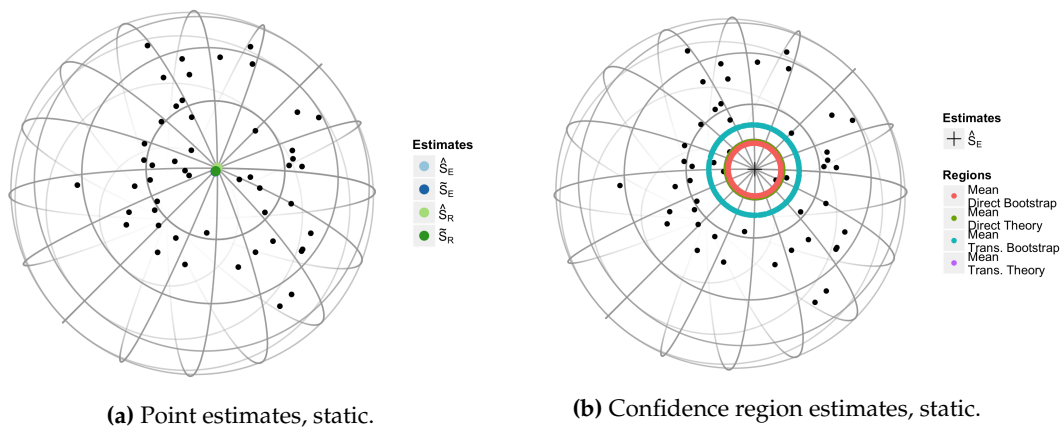 Estimates
Ŝ_E
S̃_E
Ŝ_R
S̃_R
(a) Point estimates, static.
Estimates
Ŝ_E
Regions
Mean
Direct Bootstrap
Mean
Direct Theory
Mean
Trans. Bootstrap
Mean
Trans. Theory
(b) Confidence region estimates, static.